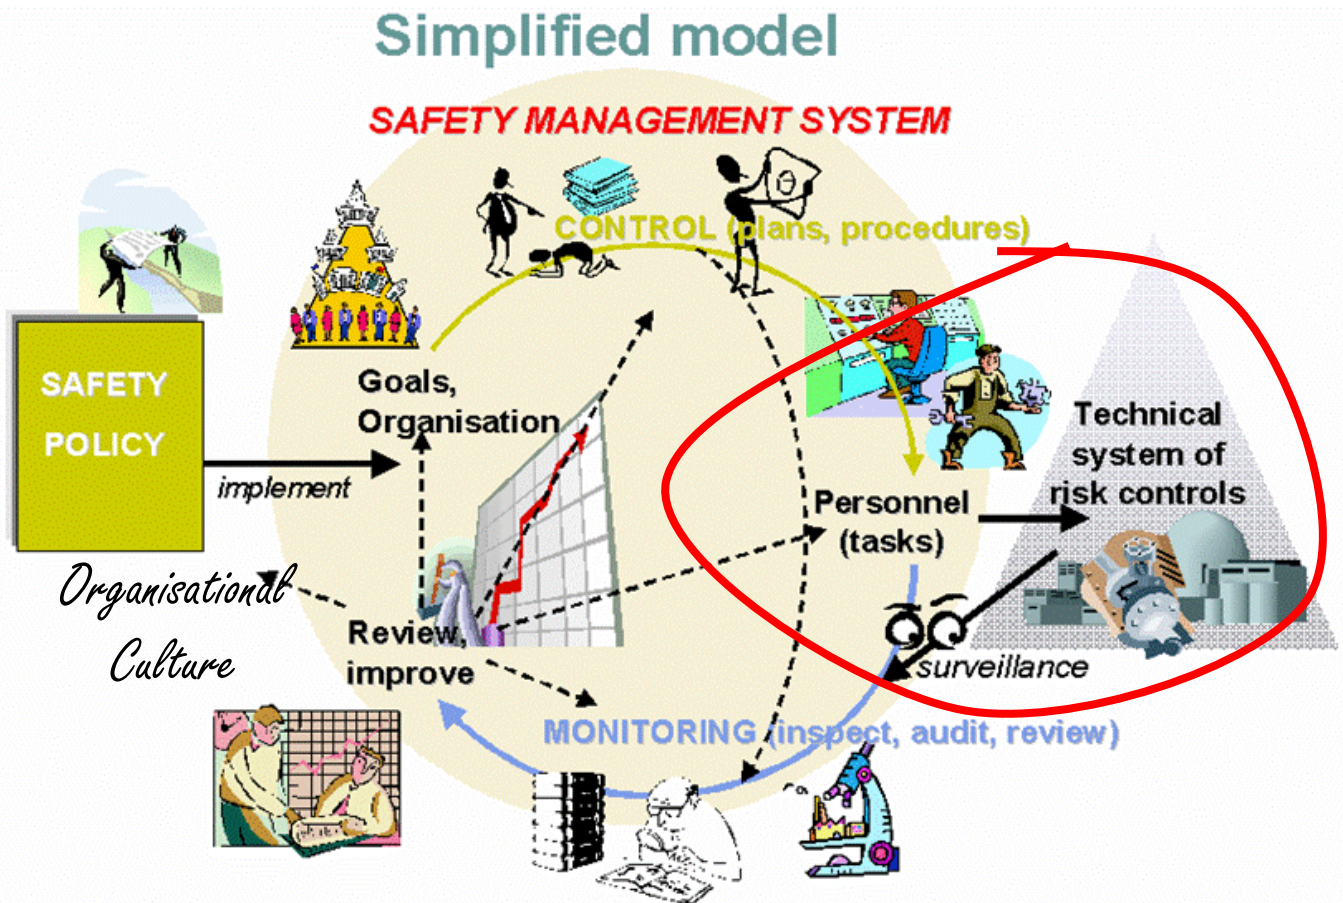 Simplified model
SAFETY MANAGEMENT SYSTEM
CONTROL (plans, procedures)
SAFETY
POLICY
implement
Goals,
Organisation
Technical
system of
risk controls
Personnel
(tasks)
Organisational
Culture
Review,
improve
surveillance
MONITORING (inspect, audit, review)